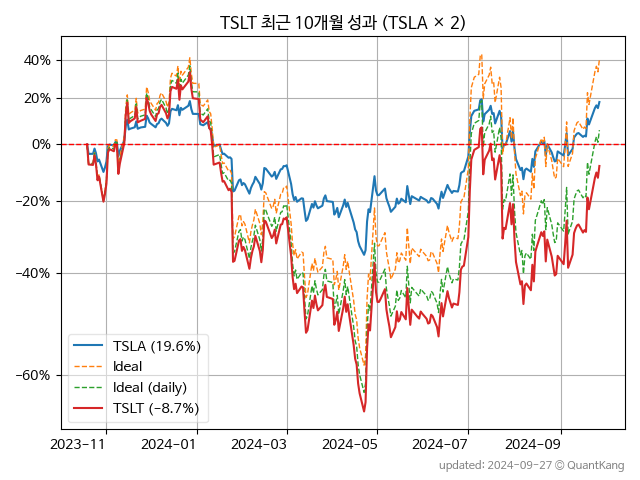 TSLT 최근 10개월 성과 (TSLA × 2)
40%
20%
0%
−20%
−40%
−60%
TSLA (19.6%)
Ideal
Ideal (daily)
TSLT (-8.7%)
2023-11
2024-01
2024-03
2024-05
2024-07
2024-09
updated: 2024-09-27 © QuantKang